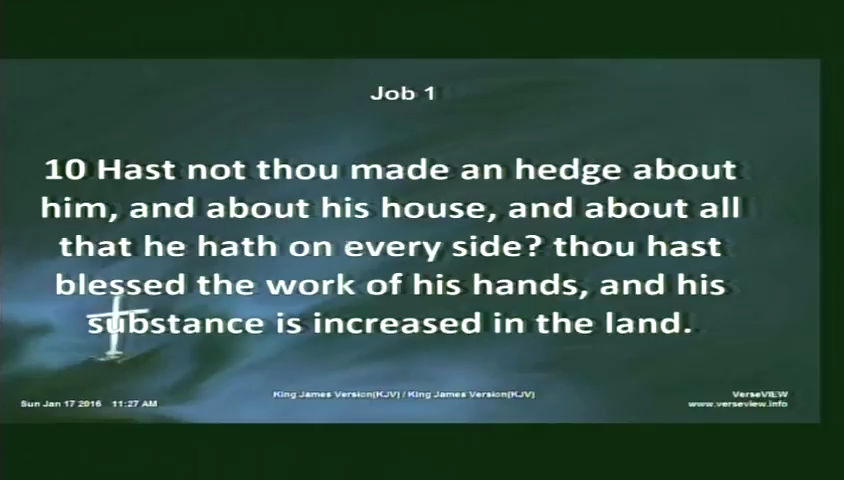 Job 1
10 Hast not thou made an hedge about
him, and about his house, and about all
that he hath on every side? thou hast
blessed the work of his hands, and his
substance is increased in the land.
King James Version(KJV) / King James Version(KJV)
VerseVIEW
Sun Jan 17 2016 11:27 AM
www.verseview.info